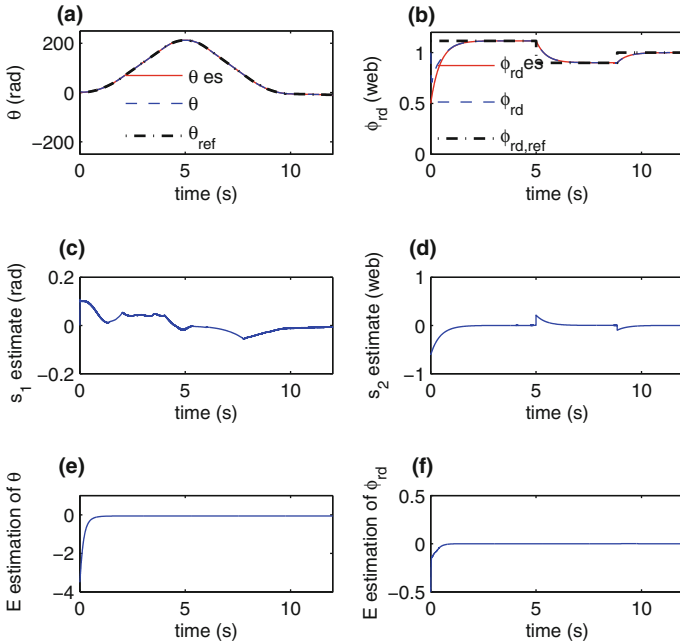 (a)
200
0
−200
θ (rad)
θ es
θ
θref
0 5 10
time (s)
(b)
1
0.5
0
ϕrd (web)
ϕrd es
ϕrd
ϕrd,ref
0 5 10
time (s)
(c)
0.2
0
−0.2
s1 estimate (rad)
0 5 10
time (s)
(d)
1
0
−1
s2 estimate (web)
0 5 10
time (s)
(e)
0
−2
−4
E estimation of θ
0 5 10
time (s)
(f)
0.5
0
−0.5
E estimation of ϕrd
0 5 10
time (s)